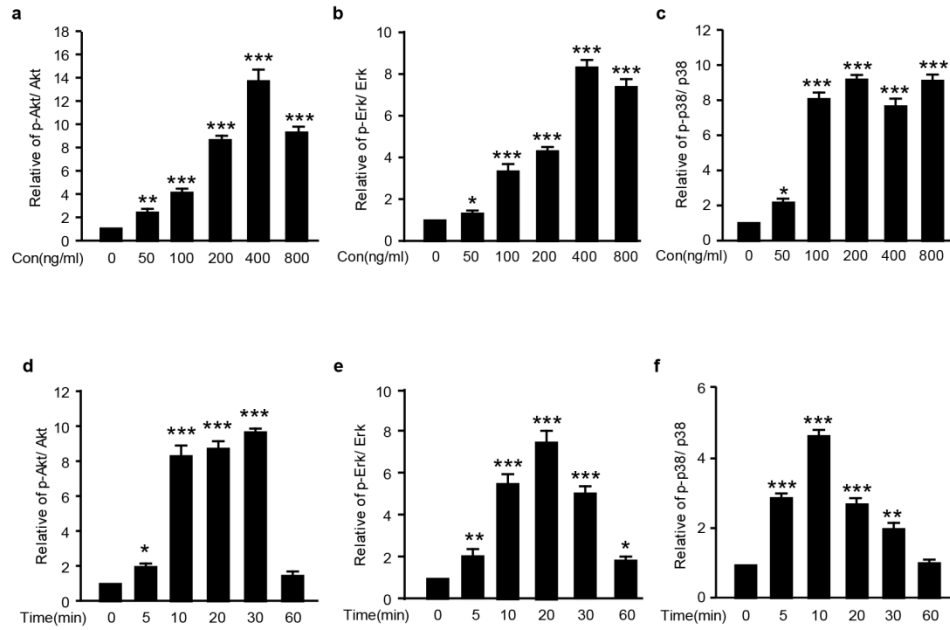 a
Relative of p-Akt/ Akt
18
16
14
12
10
8
6
4
2
0
** *** *** *** ***
Con(ng/ml) 0 50 100 200 400 800
b
Relative of p-Erk/ Erk
10
8
6
4
2
0
* *** *** *** ***
Con(ng/ml) 0 50 100 200 400 800
c
Relative of p-p38/ p38
12
10
8
6
4
2
0
* *** *** *** ***
Con(ng/ml) 0 50 100 200 400 800
d
Relative of p-Akt/ Akt
12
10
8
6
4
2
0
* *** *** ***
Time(min) 0 5 10 20 30 60
e
Relative of p-Erk/ Erk
10
8
6
4
2
0
** *** *** *** *
Time(min) 0 5 10 20 30 60
f
Relative of p-p38/ p38
6
4
2
0
*** *** *** **
Time(min) 0 5 10 20 30 60